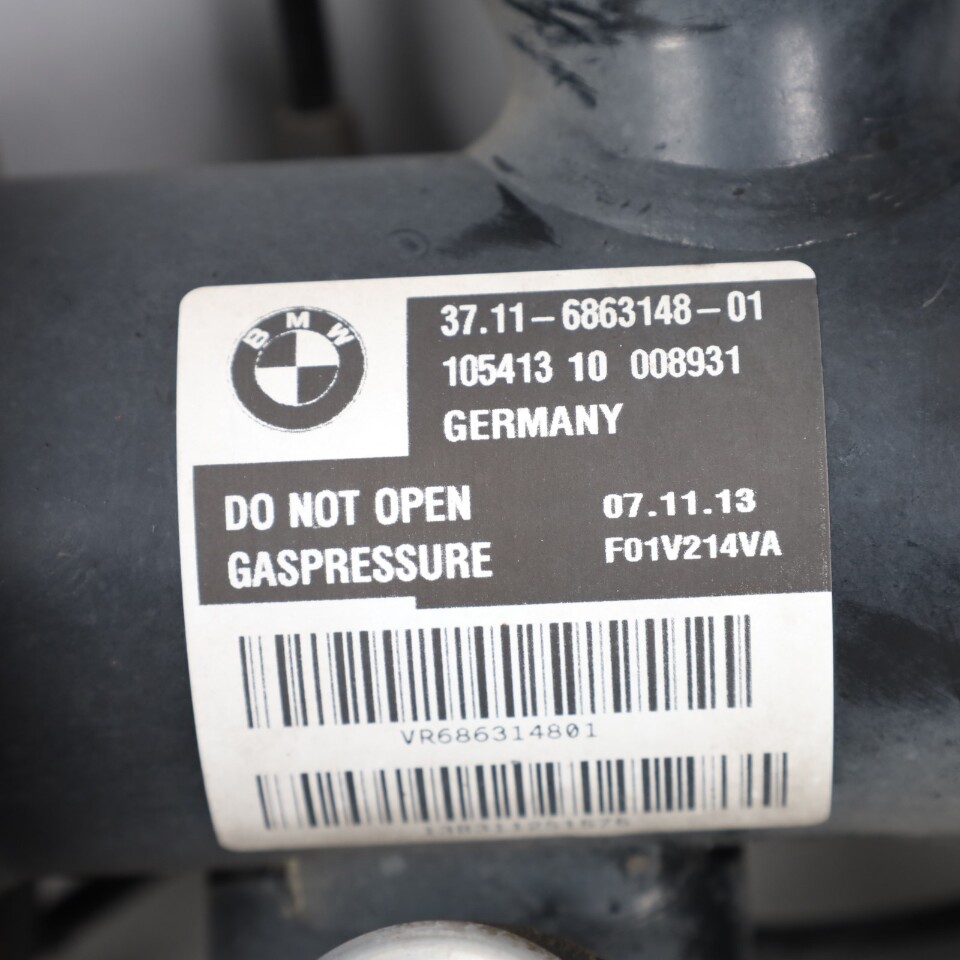 BMW
37.11-6863148-01
105413 10 008931
GERMANY
DO NOT OPEN
07.11.13
GASPRESSURE
F01V214VA
VR686314801